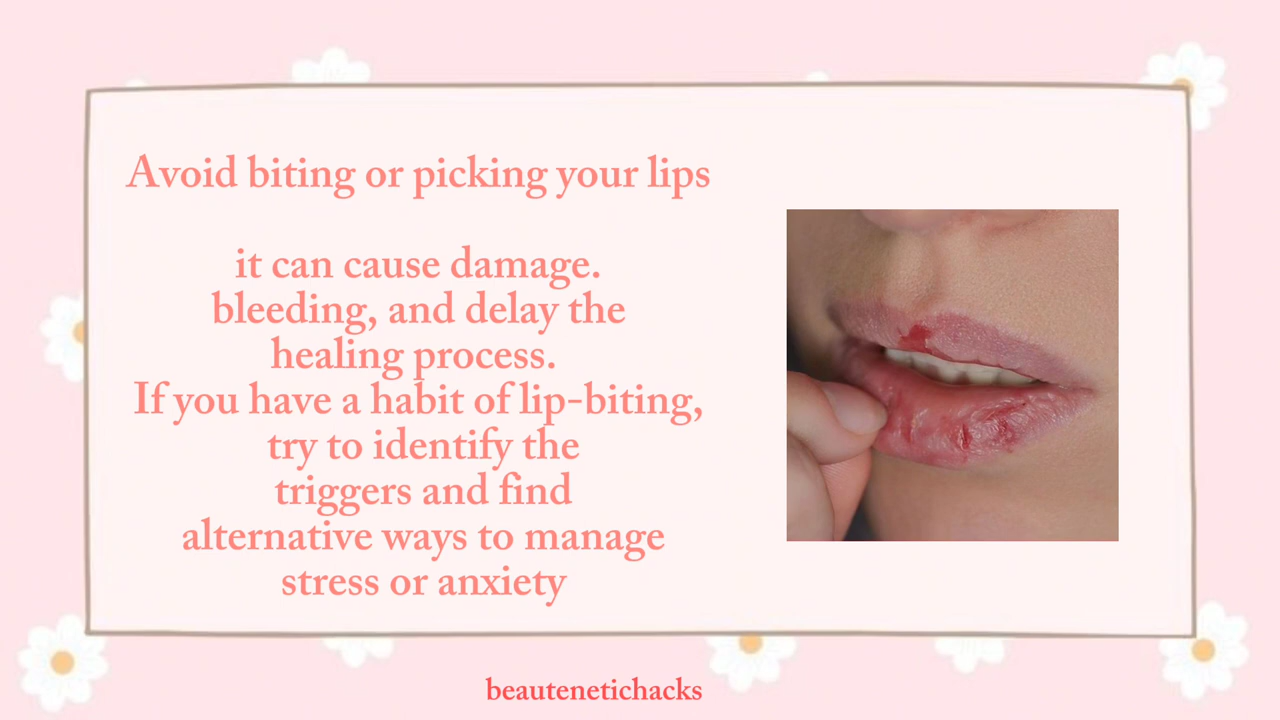 Avoid biting or picking your lips
it can cause damage.
bleeding, and delay the
healing process.
If you have a habit of lip-biting,
try to identify the
triggers and find
alternative ways to manage
stress or anxiety
beautenetichacks